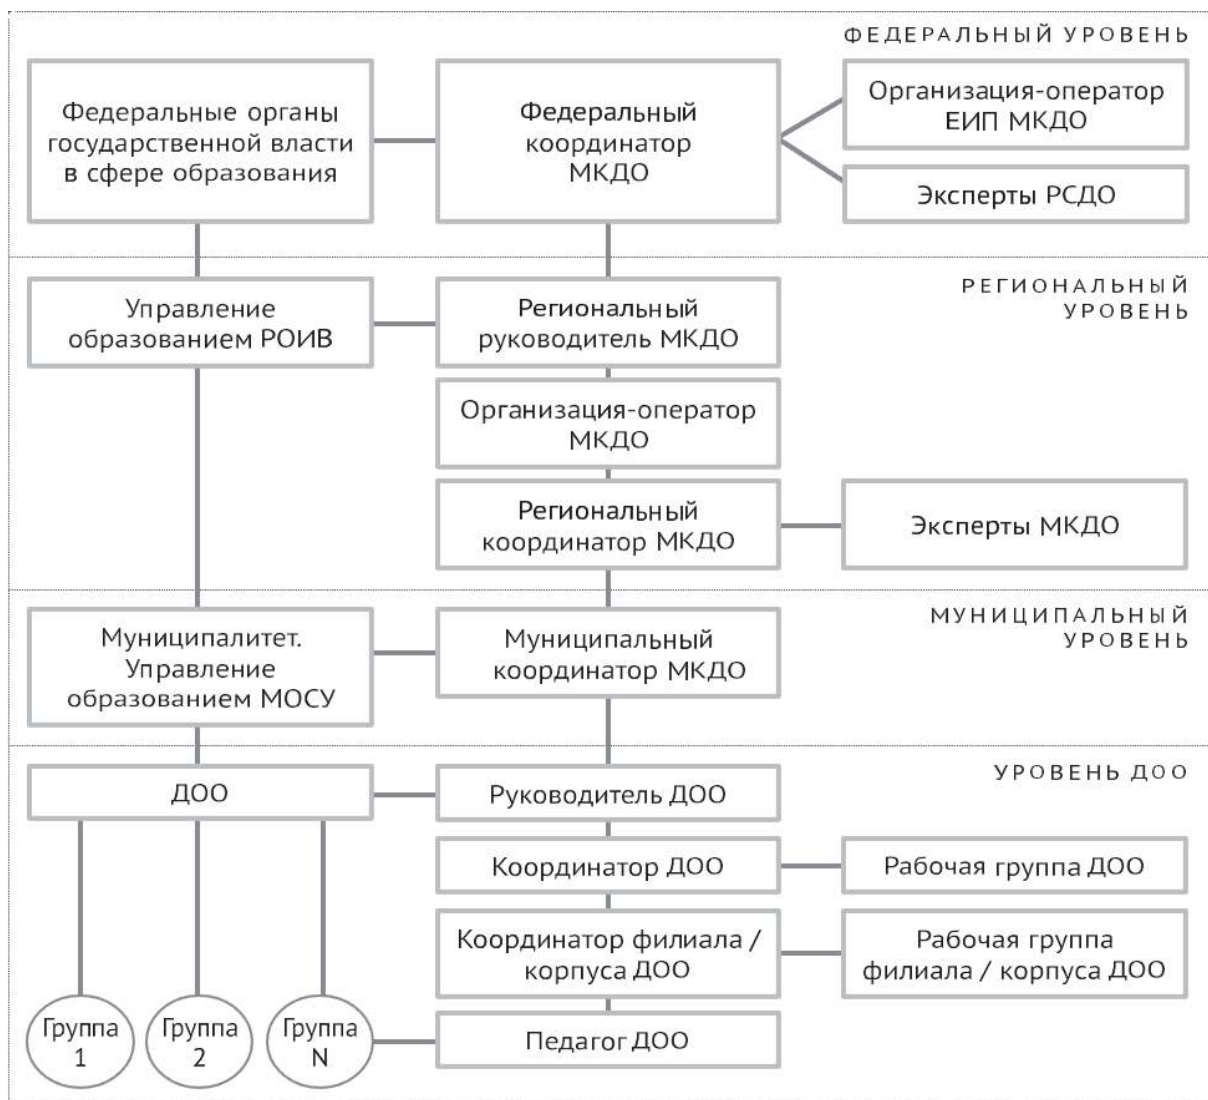 ФЕДЕРАЛЬНЫЙ УРОВЕНЬ
Федеральные органы
государственной власти
в сфере образования
Федеральный
координатор
МКДО
Организация-оператор
ЕИП МКДО
Эксперты РСДО
РЕГИОНАЛЬНЫЙ
УРОВЕНЬ
Управление
образованием РОИВ
Региональный
руководитель МКДО
Организация-оператор
МКДО
Региональный
координатор МКДО
Эксперты МКДО
МУНИЦИПАЛЬНЫЙ
УРОВЕНЬ
Муниципалитет.
Управление
образованием МОСУ
Муниципальный
координатор МКДО
УРОВЕНЬ ДОО
ДОО
Руководитель ДОО
Координатор ДОО
Рабочая группа ДОО
Координатор филиала /
корпуса ДОО
Рабочая группа
филиала / корпуса ДОО
Группа
1
Группа
2
Группа
N
Педагог ДОО